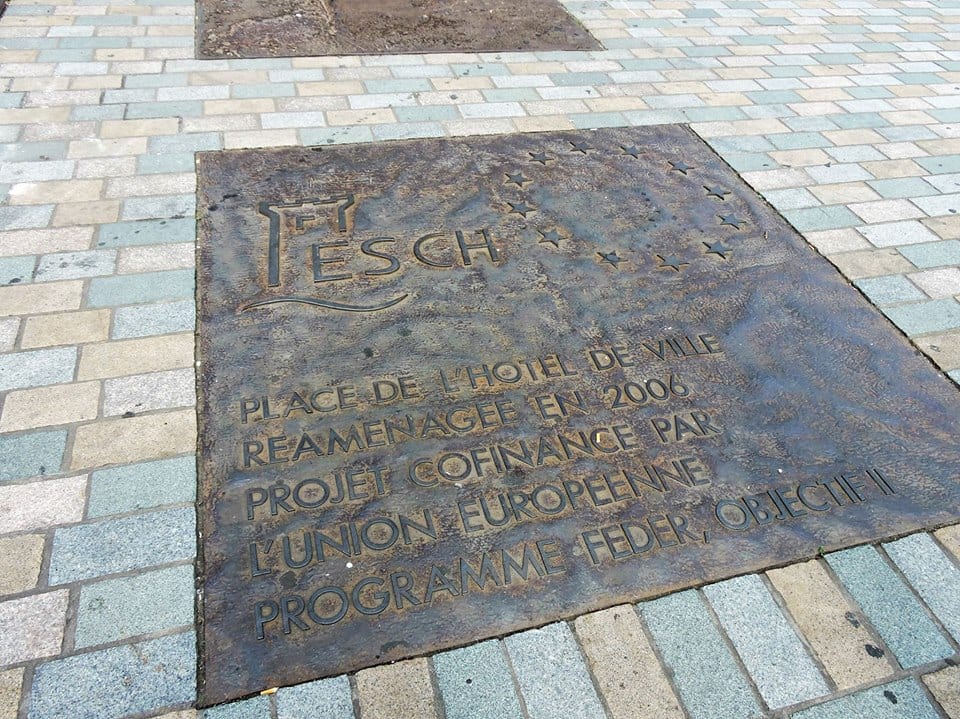 ESCH
PLACE DE L'HOTEL DE VILLE
REAMENAGEE EN 2006
PROJET COFINANCE PAR
L'UNION EUROPEENNE
PROGRAMME FEDER, OBJECTIF II